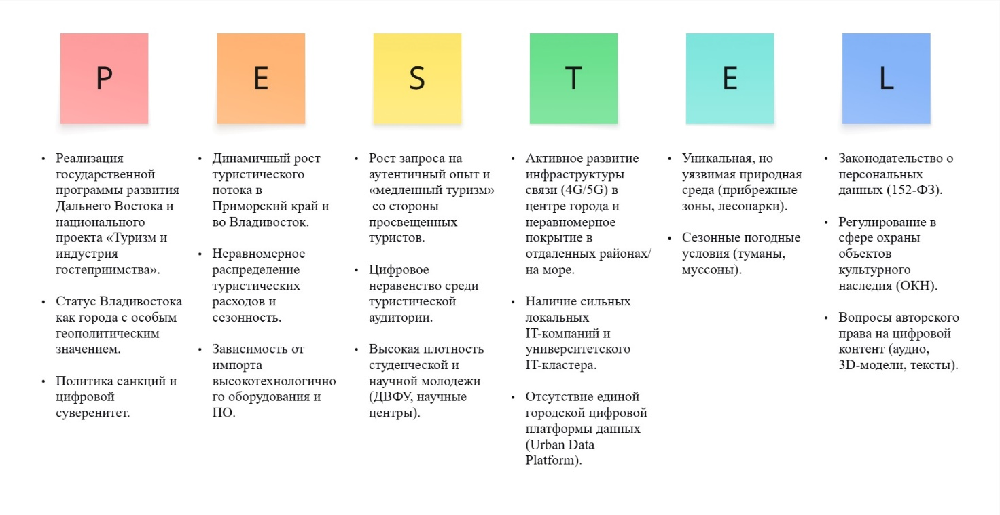 P
E
S
T
E
L
• Реализация
государственной
программы развития
Дальнего Востока и
национального
проекта «Туризм и
индустрия
гостеприимства».
• Статус Владивостока
как города с особым
геополитическим
значением.
• Политика санкций и
цифровой
суверенитет.
• Динамичный рост
туристического
потока в
Приморский край и
во Владивосток.
• Неравномерное
распределение
туристических
расходов и
сезонность.
• Зависимость от
импорта
высокотехнологично
го оборудования и
ПО.
• Рост запроса на
аутентичный опыт и
«медленный туризм»
со стороны
просвещенных
туристов.
• Цифровое
неравенство среди
туристической
аудитории.
• Высокая плотность
студенческой и
научной молодежи
(ДВФУ, научные
центры).
• Активное развитие
инфраструктуры
связи (4G/5G) в
центре города и
неравномерное
покрытие в
отдаленных районах/
на море.
• Наличие сильных
локальных
IT-компаний и
университетского
IT-кластера.
• Отсутствие единой
городской цифровой
платформы данных
(Urban Data
Platform).
• Уникальная, но
уязвимая природная
среда (прибрежные
зоны, лесопарки).
• Сезонные погодные
условия (туманы,
муссоны).
• Законодательство о
персональных
данных (152-ФЗ).
• Регулирование в
сфере охраны
объектов
культурного
наследия (ОКН).
• Вопросы авторского
права на цифровой
контент (аудио,
3D-модели, тексты).